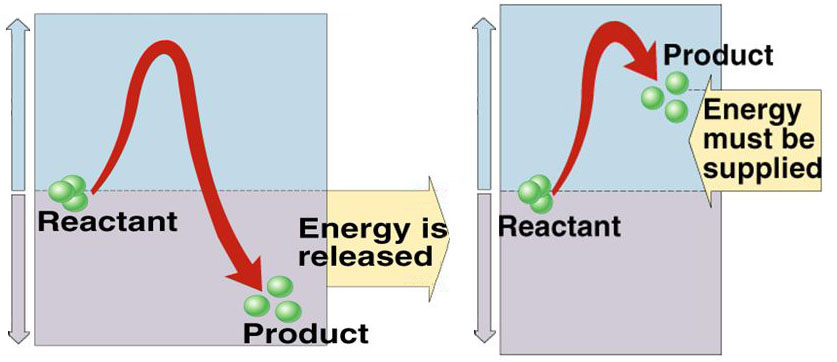 Reactant
Energy is
released
Product
Product
Energy
must be
supplied
Reactant